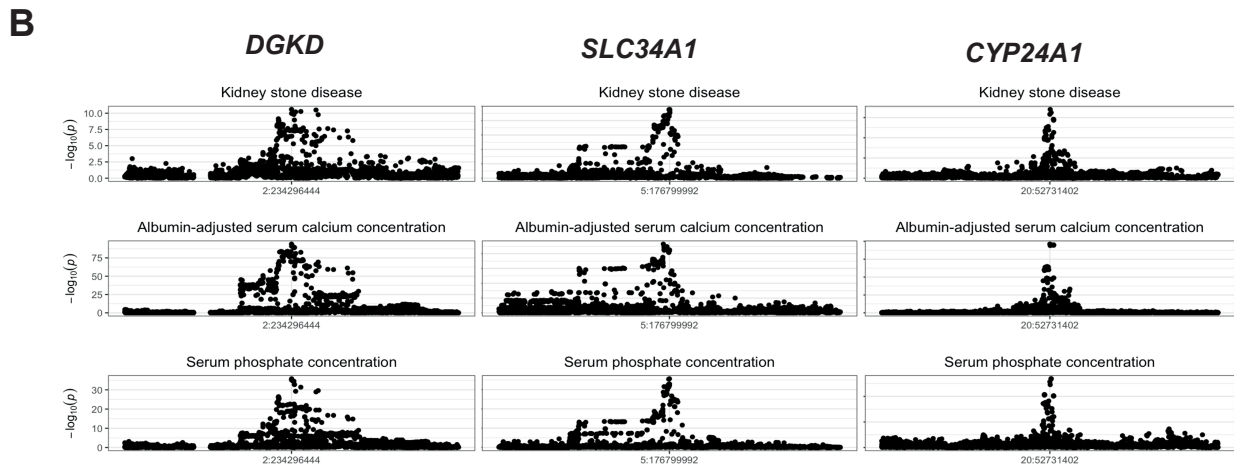 B
DGKD SLC34A1 CYP24A1
Kidney stone disease Kidney stone disease Kidney stone disease
−log10(p)
10.0
7.5
5.0
2.5
0.0
2:234296444 5:176799992 20:52731402
Albumin-adjusted serum calcium concentration Albumin-adjusted serum calcium concentration Albumin-adjusted serum calcium concentration
−log10(p)
75
50
25
0
2:234296444 5:176799992 20:52731402
Serum phosphate concentration Serum phosphate concentration Serum phosphate concentration
−log10(p)
30
20
10
0
2:234296444 5:176799992 20:52731402